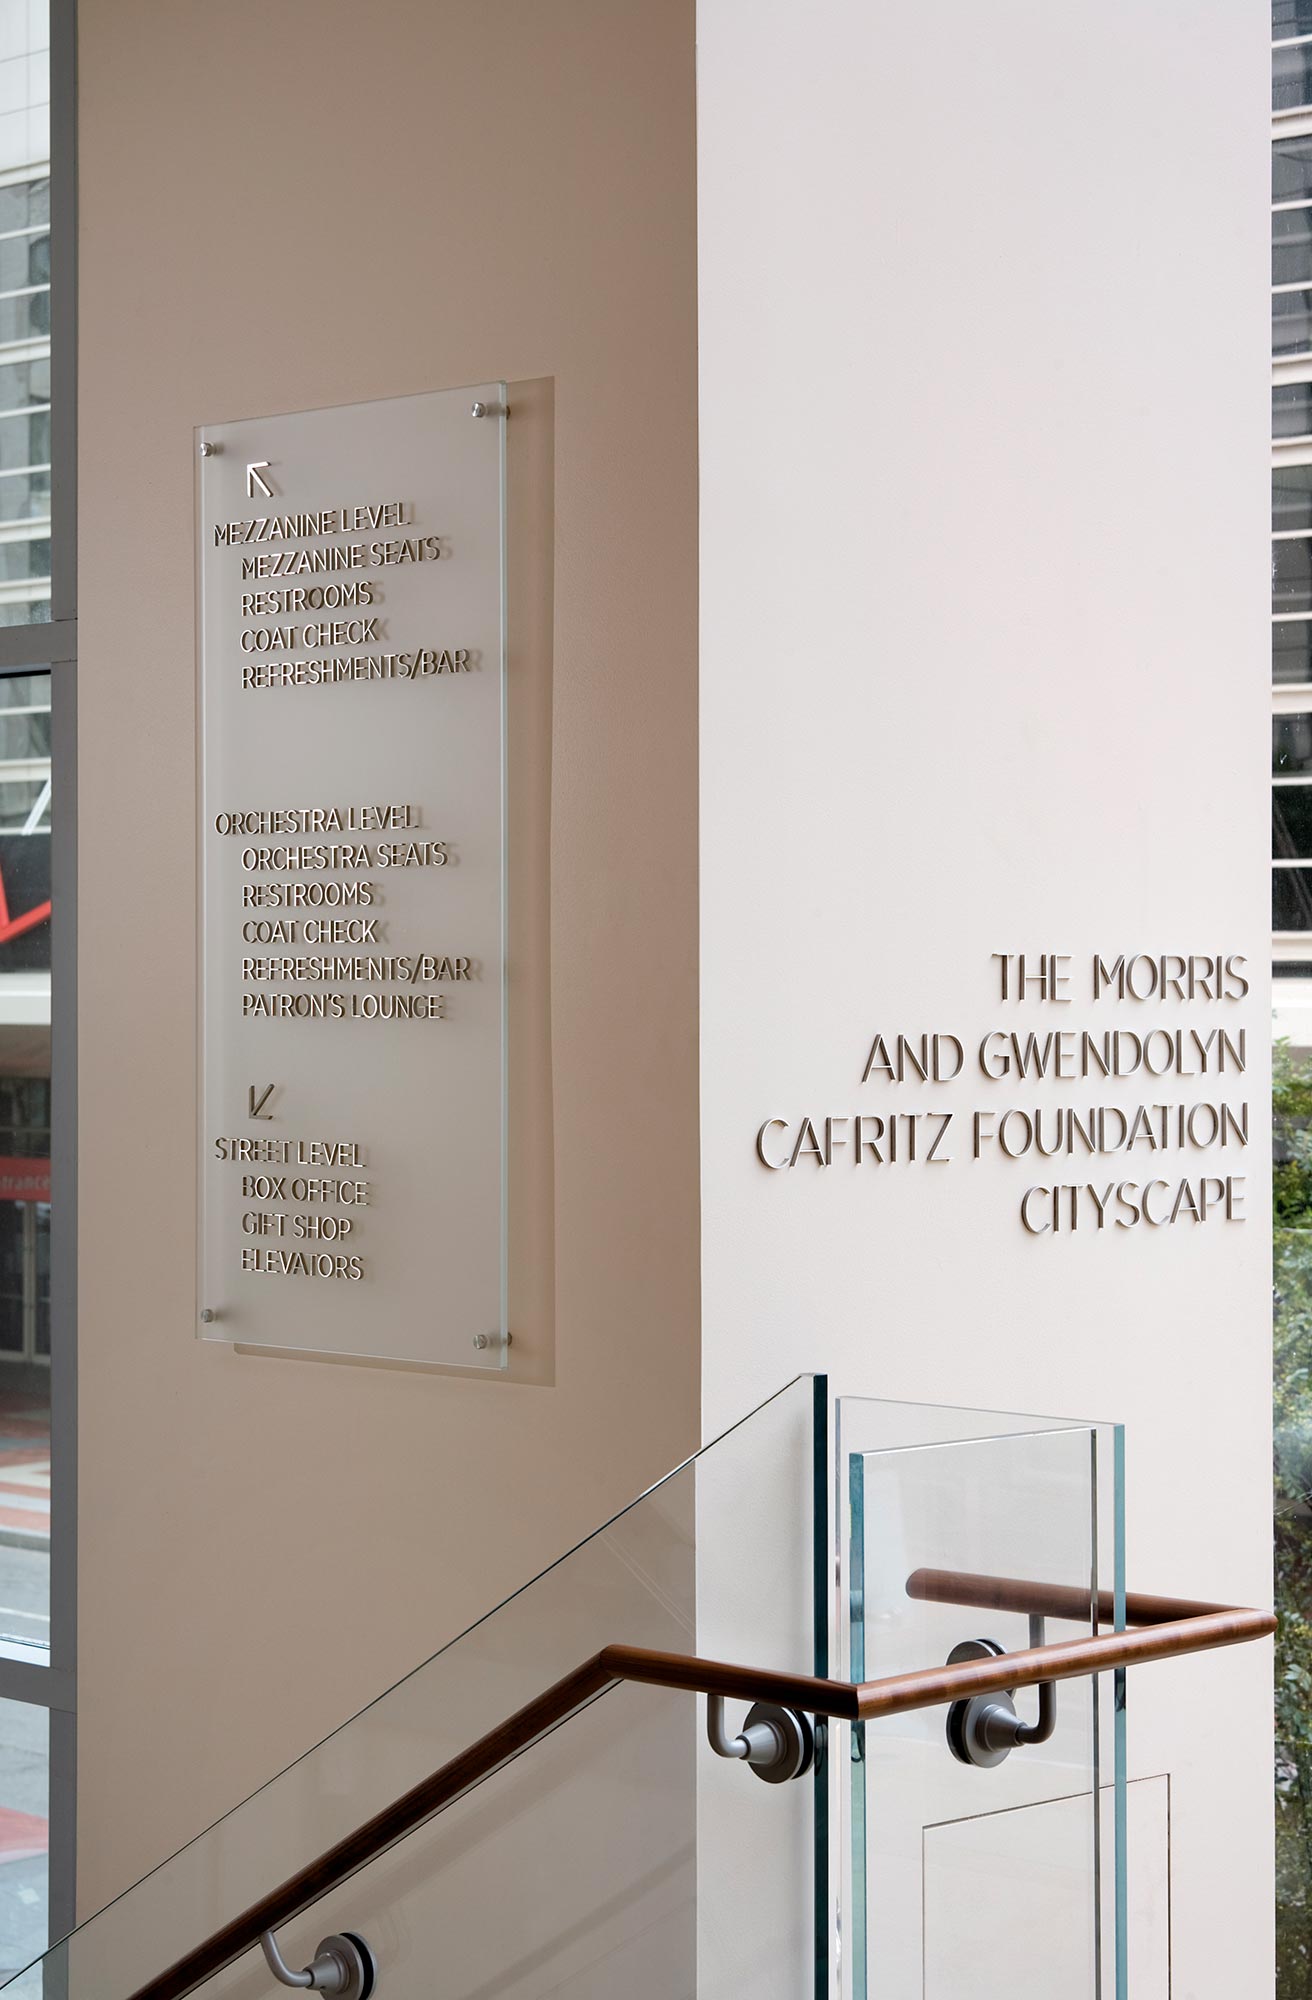 MEZZANINE LEVEL
MEZZANINE SEATS
RESTROOMS
COAT CHECK
REFRESHMENTS/BAR
ORCHESTRA LEVEL
ORCHESTRA SEATS
RESTROOMS
COAT CHECK
REFRESHMENTS/BAR
PATRON'S LOUNGE
STREET LEVEL
BOX OFFICE
GIFT SHOP
ELEVATORS
THE MORRIS
AND GWENDOLYN
CAFRITZ FOUNDATION
CITYSCAPE